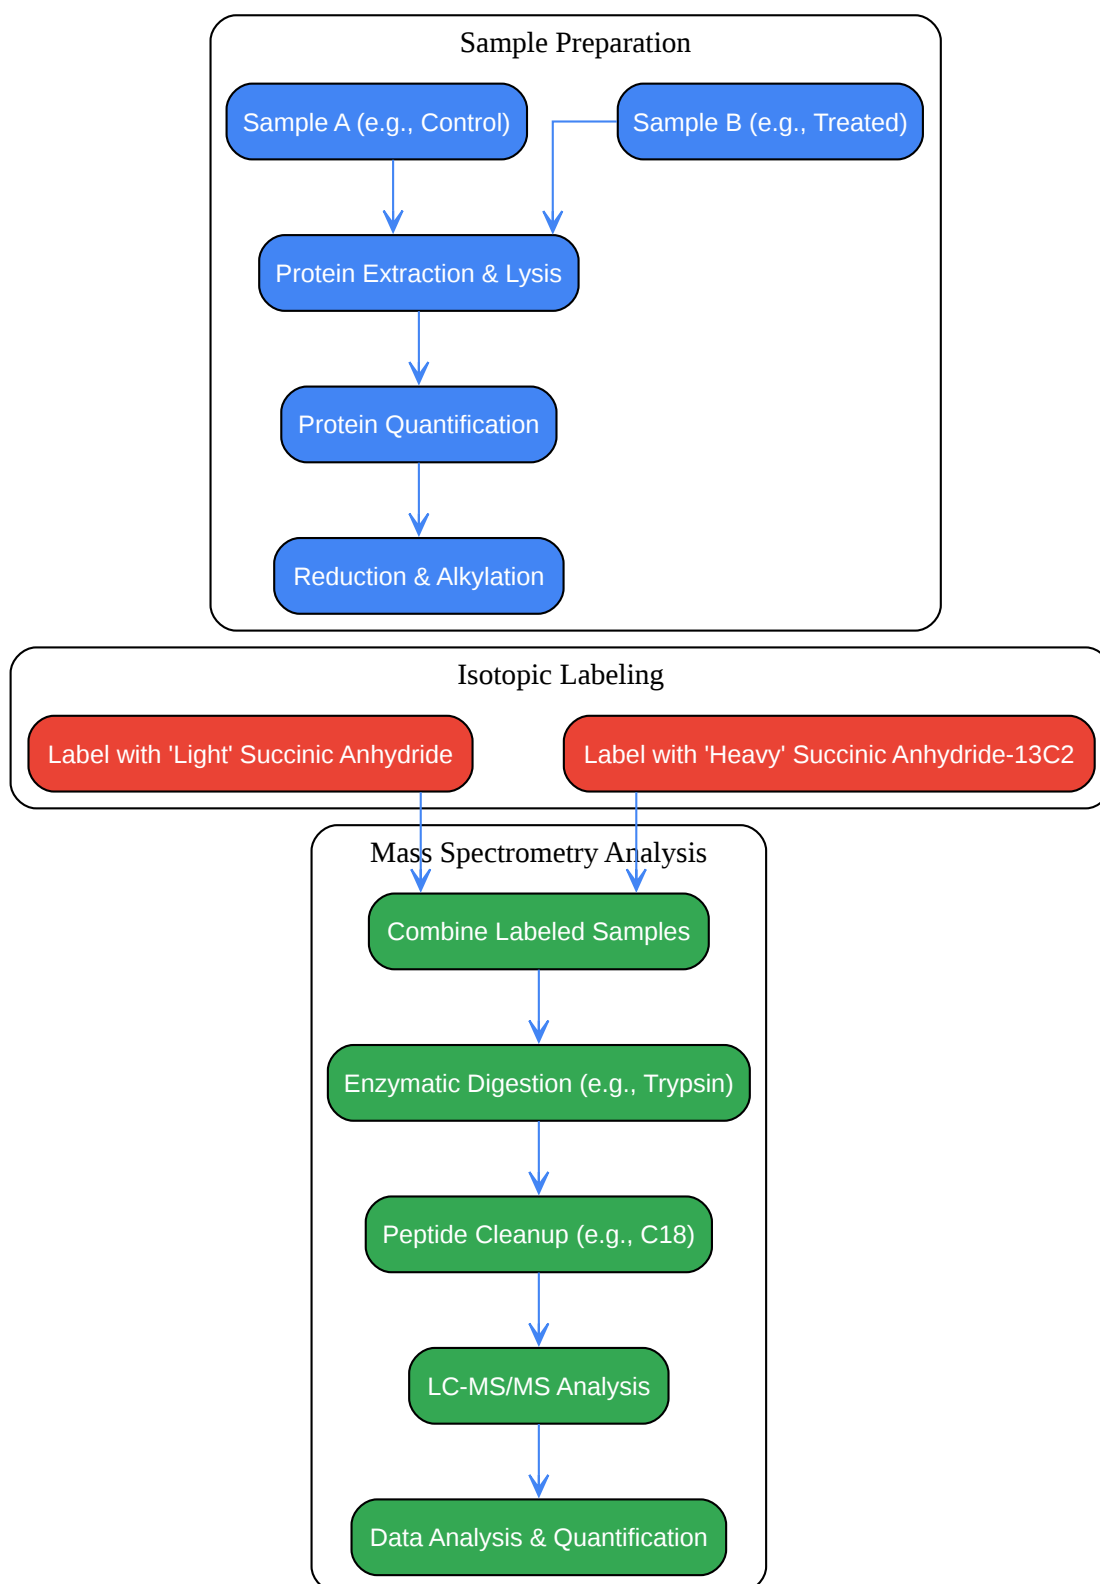 Sample Preparation
Sample A (e.g., Control)
Sample B (e.g., Treated)
Protein Extraction & Lysis
Protein Quantification
Reduction & Alkylation
Isotopic Labeling
Label with 'Light' Succinic Anhydride
Label with 'Heavy' Succinic Anhydride-13C2
Mass Spectrometry Analysis
Combine Labeled Samples
Enzymatic Digestion (e.g., Trypsin)
Peptide Cleanup (e.g., C18)
LC-MS/MS Analysis
Data Analysis & Quantification